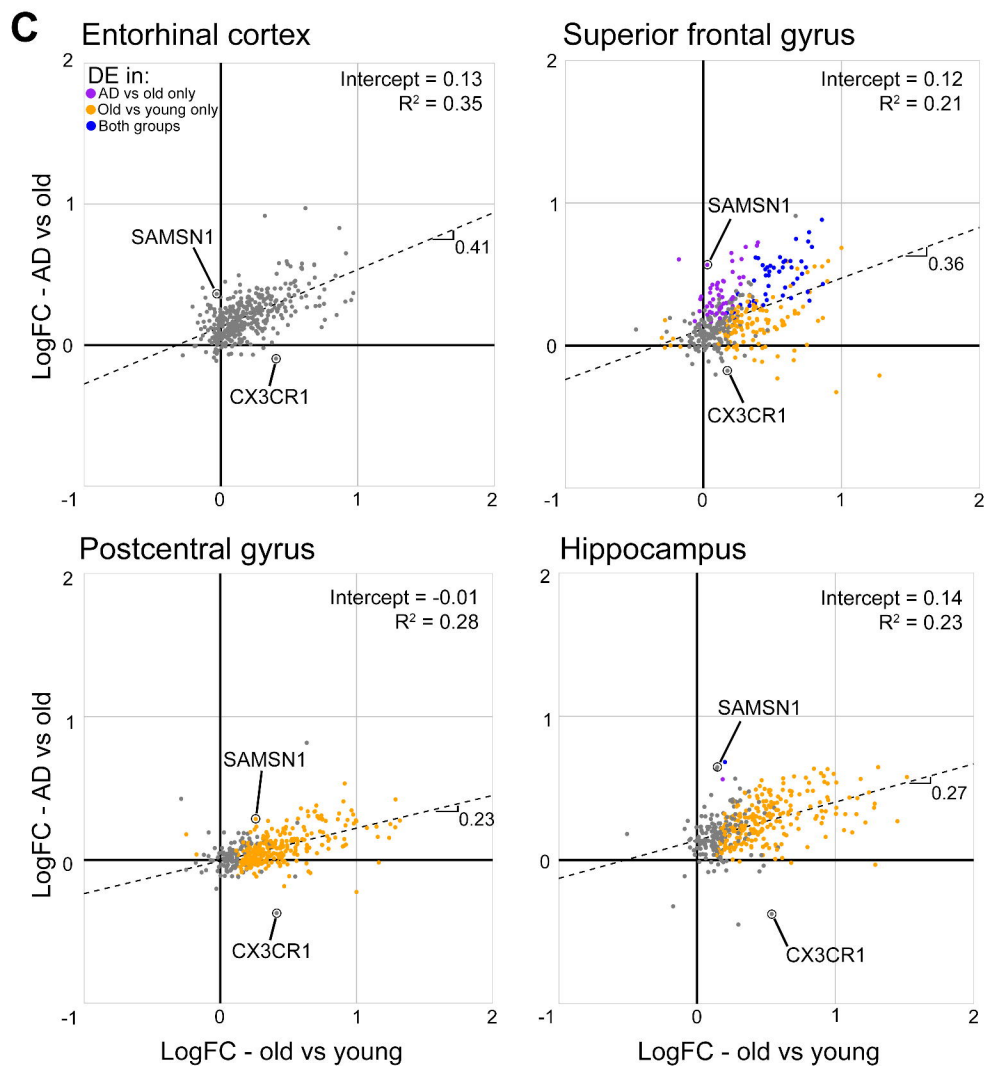 C
Entorhinal cortex
LogFC - AD vs old
2
1
0
-1
0
1
2
DE in:
AD vs old only
Old vs young only
Both groups
Intercept = 0.13
R² = 0.35
SAMSN1
CX3CR1
0.41
Superior frontal gyrus
2
1
0
-1
0
1
2
Intercept = 0.12
R² = 0.21
SAMSN1
CX3CR1
0.36
Postcentral gyrus
LogFC - AD vs old
2
1
0
-1
0
1
2
Intercept = -0.01
R² = 0.28
SAMSN1
CX3CR1
0.23
LogFC - old vs young
Hippocampus
2
1
0
-1
0
1
2
Intercept = 0.14
R² = 0.23
SAMSN1
CX3CR1
0.27
LogFC - old vs young